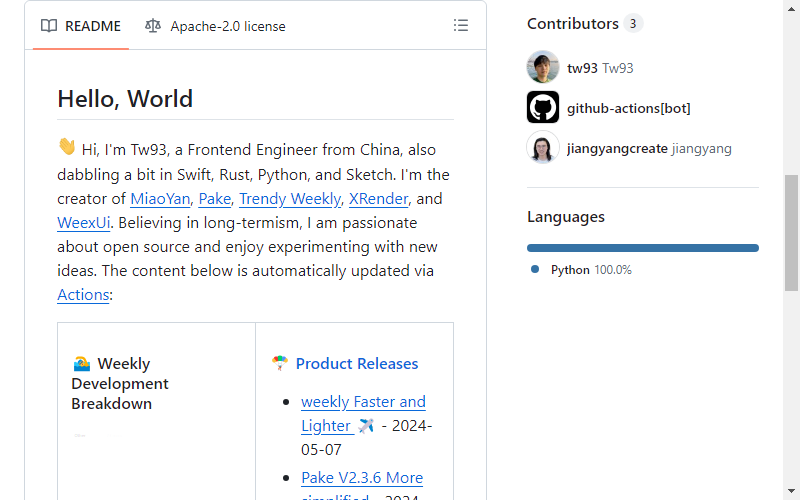 README
Apache-2.0 license
Hello, World
👋 Hi, I'm Tw93, a Frontend Engineer from China, also
dabbling a bit in Swift, Rust, Python, and Sketch. I'm the
creator of MiaoYan, Pake, Trendy Weekly, XRender, and
WeexUi. Believing in long-termism, I am passionate
about open source and enjoy experimenting with new
ideas. The content below is automatically updated via
Actions:
🏄 Weekly
Development
Breakdown
🪂 Product Releases
weekly Faster and
Lighter ✈️ - 2024-
05-07
Pake V2.3.6 More
simplified - 2024-
Contributors 3
tw93 Tw93
github-actions[bot]
jiangyangcreate jiangyang
Languages
Python 100.0%